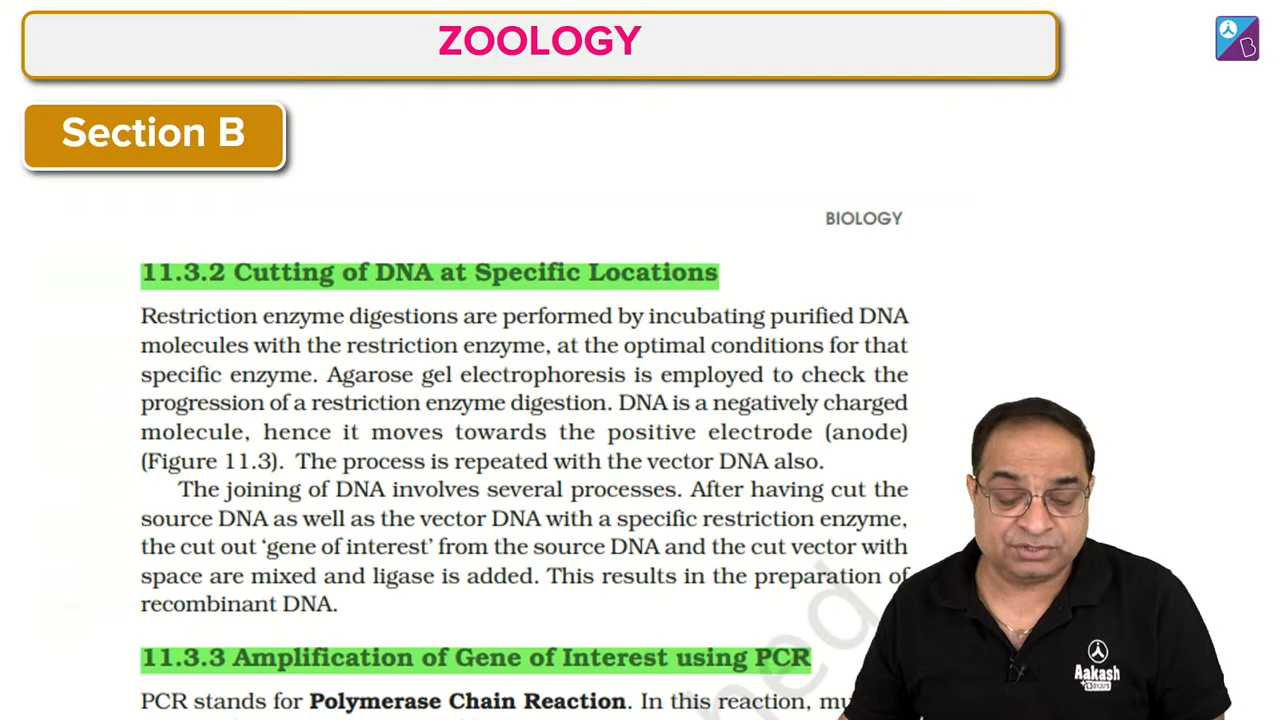 ZOOLOGY
Section B
BIOLOGY
11.3.2 Cutting of DNA at Specific Locations
Restriction enzyme digestions are performed by incubating purified DNA
molecules with the restriction enzyme, at the optimal conditions for that
specific enzyme. Agarose gel electrophoresis is employed to check the
progression of a restriction enzyme digestion. DNA is a negatively charged
molecule, hence it moves towards the positive electrode (anode)
(Figure 11.3). The process is repeated with the vector DNA also.
The joining of DNA involves several processes. After having cut the
source DNA as well as the vector DNA with a specific restriction enzyme,
the cut out 'gene of interest' from the source DNA and the cut vector with
space are mixed and ligase is added. This results in the preparation of
recombinant DNA.
11.3.3 Amplification of Gene of Interest using PCR
PCR stands for Polymerase Chain Reaction. In this reaction,
Aakash